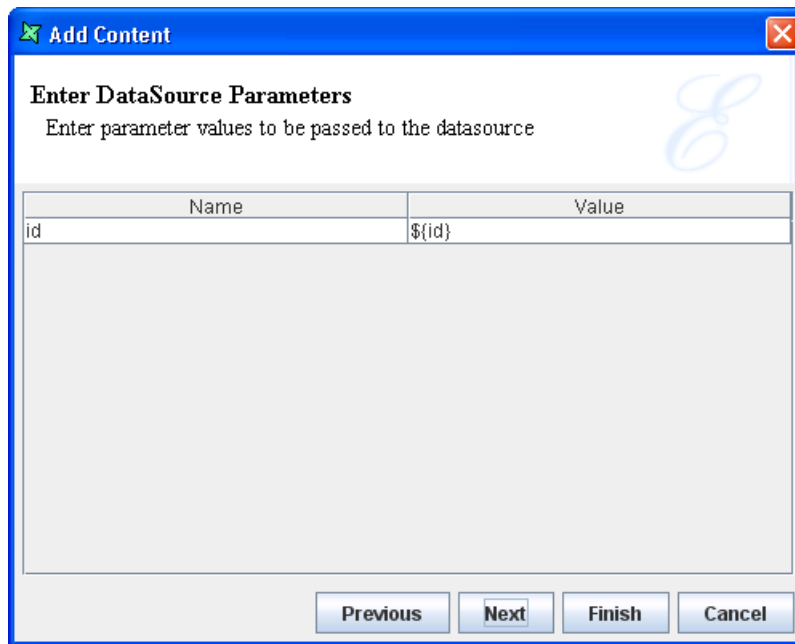 Add Content
Enter DataSource Parameters
Enter parameter values to be passed to the datasource
Name Value
id ${id}
Previous Next Finish Cancel